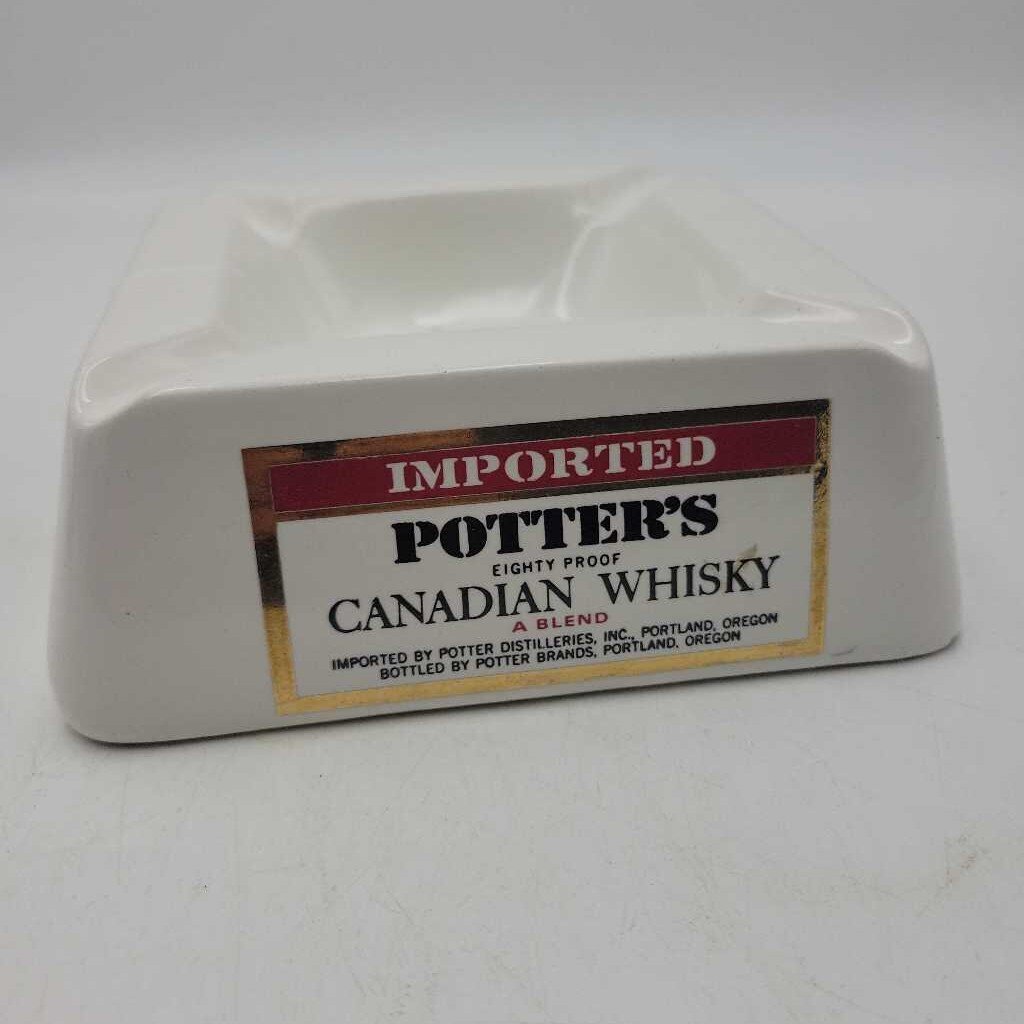 IMPORTED
POTTER'S
EIGHTY PROOF
CANADIAN WHISKY
A BLEND
IMPORTED BY POTTER DISTILLERIES, INC., PORTLAND, OREGON
BOTTLED BY POTTER BRANDS, PORTLAND, OREGON